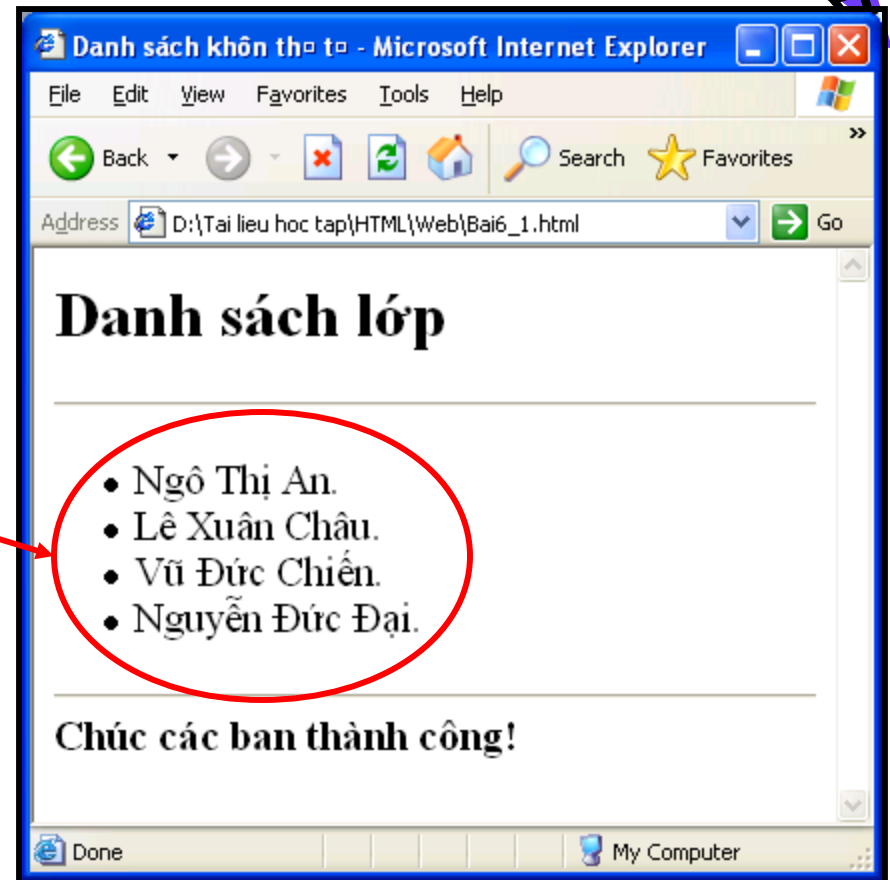 Danh sách khôn th¤ t¤ - Microsoft Internet Explorer
File Edit View Favorites Tools Help
Back Search Favorites »
Address D:\Tai lieu hoc tap\HTML\Web\Bai6_1.html Go
Danh sách lớp
• Ngô Thị An.
• Lê Xuân Châu.
• Vũ Đức Chiến.
• Nguyễn Đức Đại.
Chúc các ban thành công!
Done My Computer